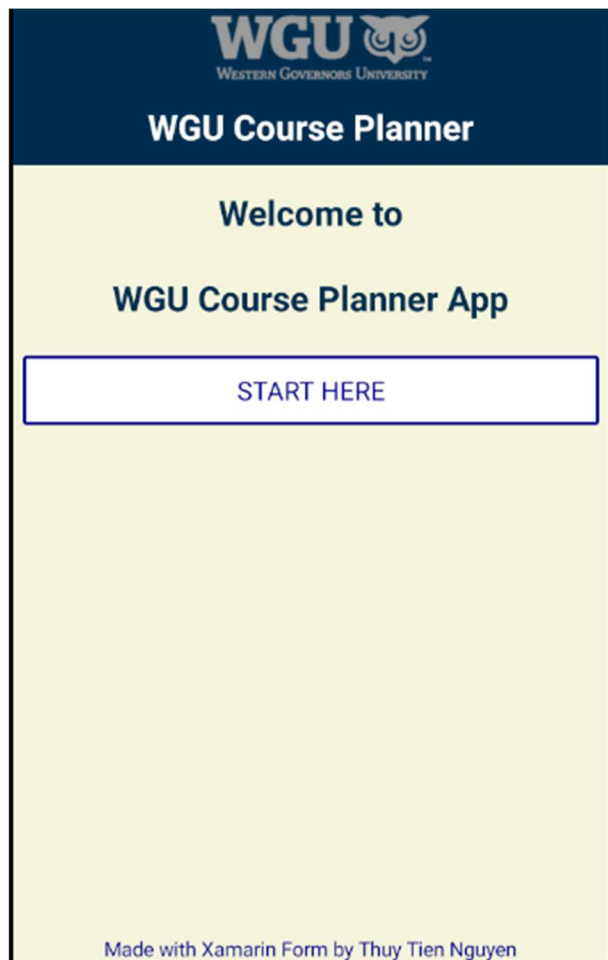 WGU
WESTERN GOVERNORS UNIVERSITY
WGU Course Planner
Welcome to
WGU Course Planner App
START HERE
Made with Xamarin Form by Thuy Tien Nguyen